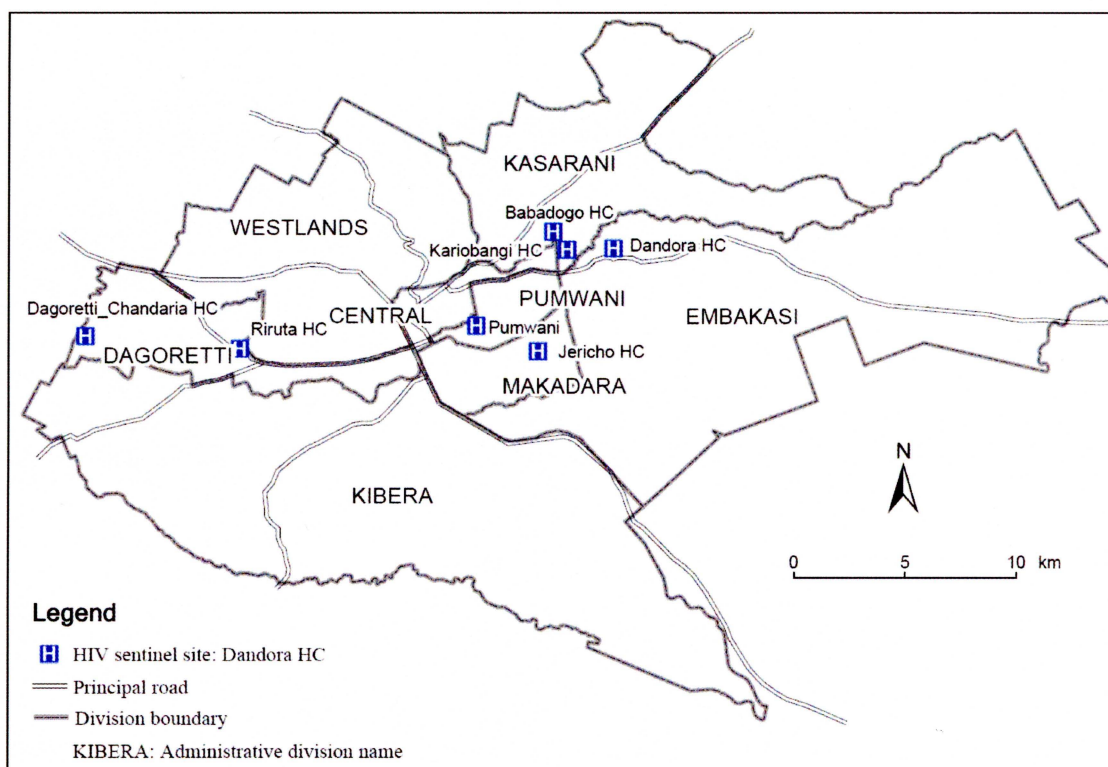 KASARANI
Babadogo HC
WESTLANDS
Kariobangi HC
Dandora HC
PUMWANI
Dagoretti_Chandaria HC
CENTRAL
EMBAKASI
Riruta HC
Pumwani
DAGORETTI
Jericho HC
MAKADARA
N
KIBERA
0 5 10 km
Legend
H HIV sentinel site: Dandora HC
Principal road
Division boundary
KIBERA: Administrative division name